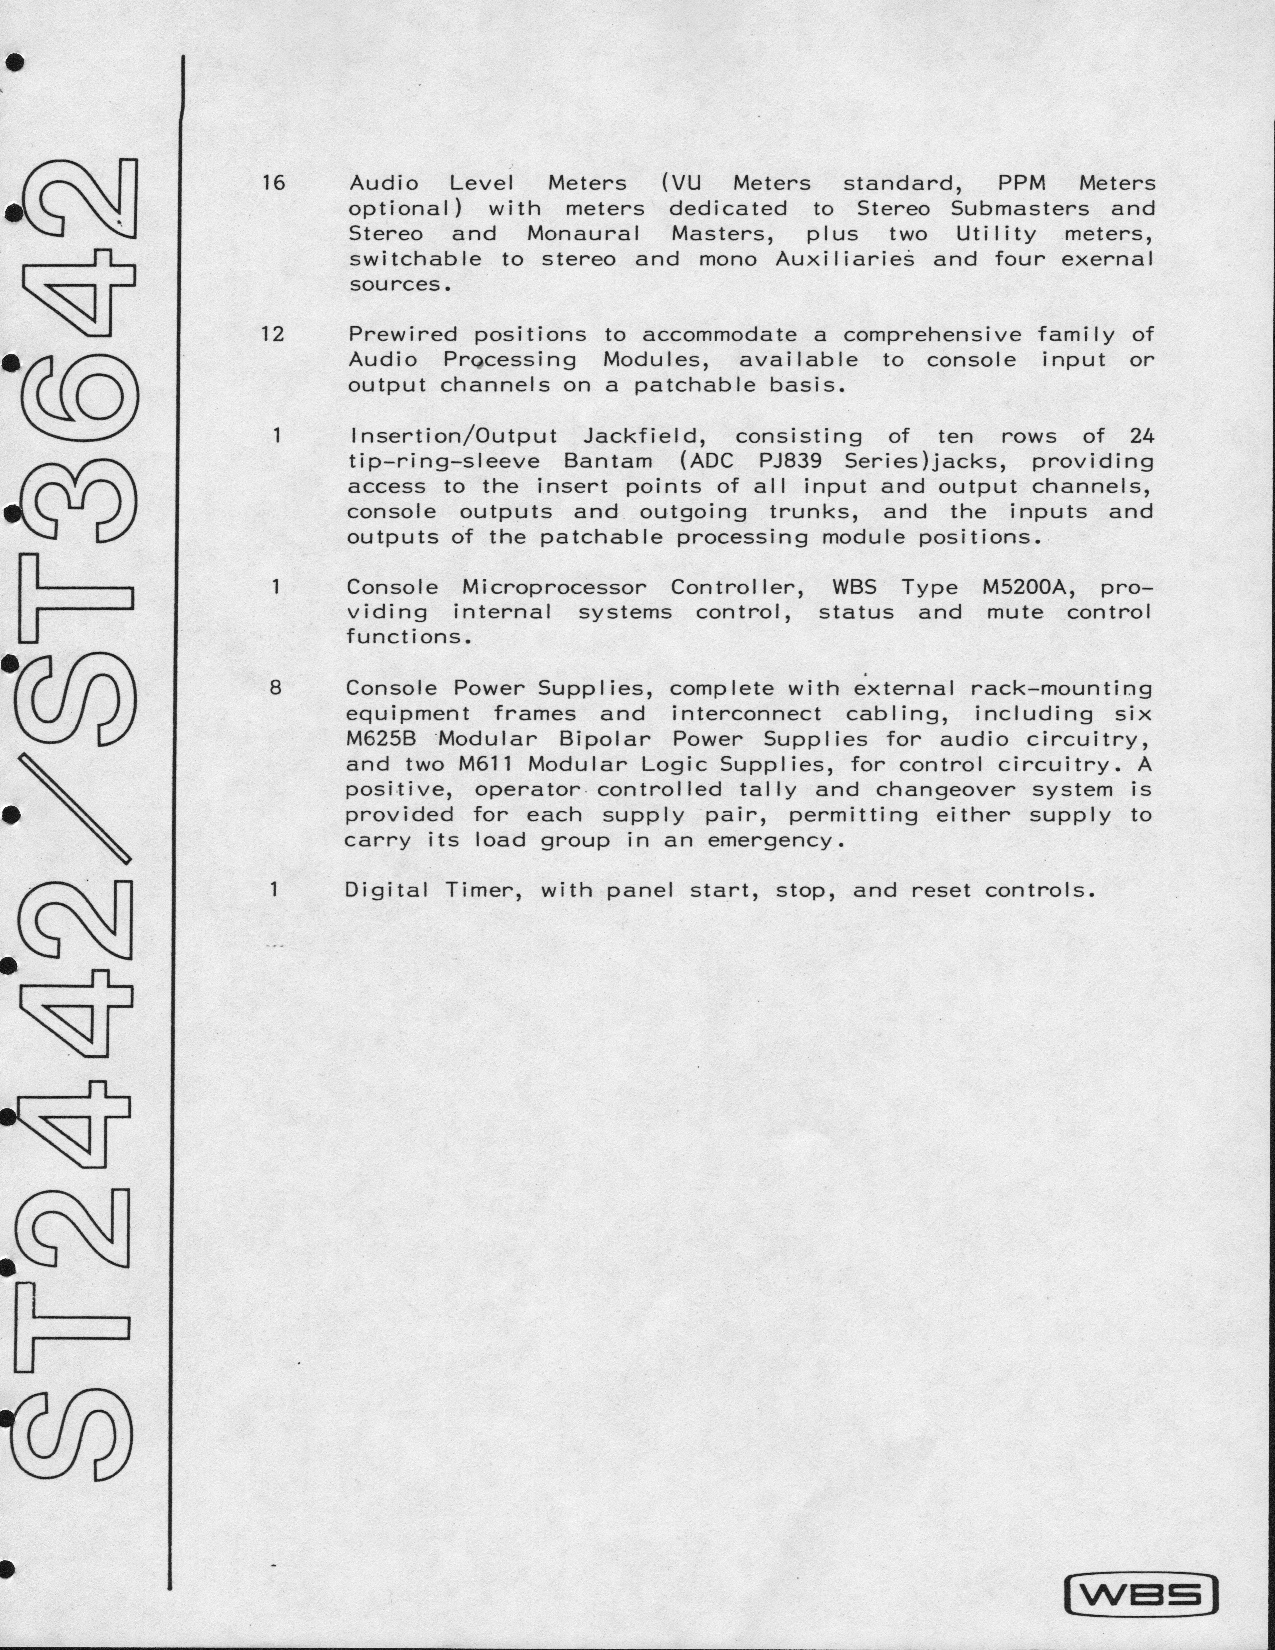 ST2442/ST3642
16 Audio Level Meters (VU Meters standard, PPM Meters
optional) with meters dedicated to Stereo Submasters and
Stereo and Monaural Masters, plus two Utility meters,
switchable to stereo and mono Auxiliaries and four exernal
sources.
12 Prewired positions to accommodate a comprehensive family of
Audio Processing Modules, available to console input or
output channels on a patchable basis.
1 Insertion/Output Jackfield, consisting of ten rows of 24
tip-ring-sleeve Bantam (ADC PJ839 Series)jacks, providing
access to the insert points of all input and output channels,
console outputs and outgoing trunks, and the inputs and
outputs of the patchable processing module positions.
1 Console Microprocessor Controller, WBS Type M5200A, pro-
viding internal systems control, status and mute control
functions.
8 Console Power Supplies, complete with external rack-mounting
equipment frames and interconnect cabling, including six
M625B Modular Bipolar Power Supplies for audio circuitry,
and two M611 Modular Logic Supplies, for control circuitry. A
positive, operator controlled tally and changeover system is
provided for each supply pair, permitting either supply to
carry its load group in an emergency.
1 Digital Timer, with panel start, stop, and reset controls.
WBS